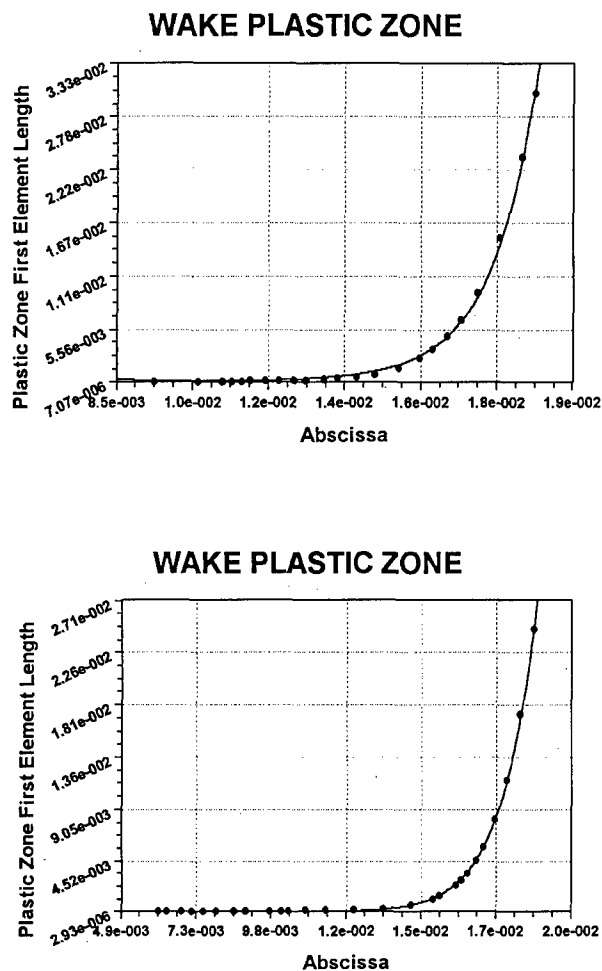 WAKE PLASTIC ZONE
Plastic Zone First Element Length
3.33e-002
2.78e-002
2.22e-002
1.67e-002
1.11e-002
5.56e-003
7.07e-006
8.5e-003 1.0e-002 1.2e-002 1.4e-002 1.6e-002 1.8e-002 1.9e-002
Abscissa
WAKE PLASTIC ZONE
Plastic Zone First Element Length
2.71e-002
2.26e-002
1.81e-002
1.36e-002
9.05e-003
4.52e-003
2.93e-006
4.9e-003 7.3e-003 9.8e-003 1.2e-002 1.5e-002 1.7e-002 2.0e-002
Abscissa